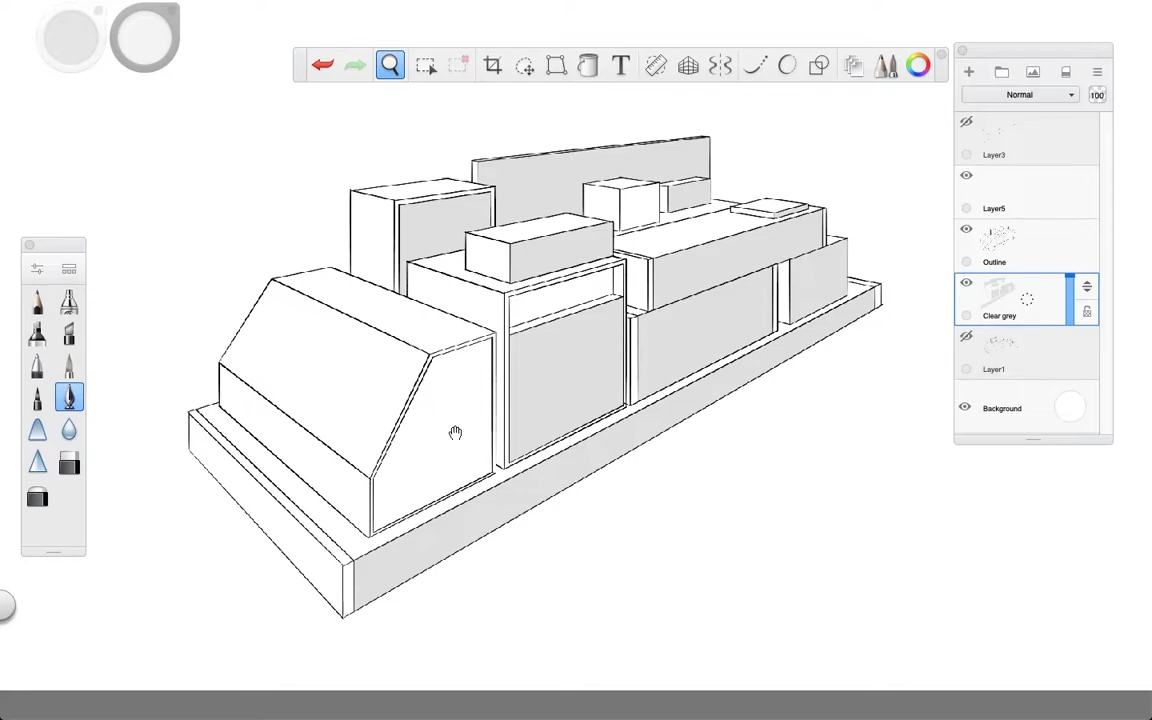 T
Normal
100
Layer3
Layer5
Outline
Clear grey
Layer1
Background